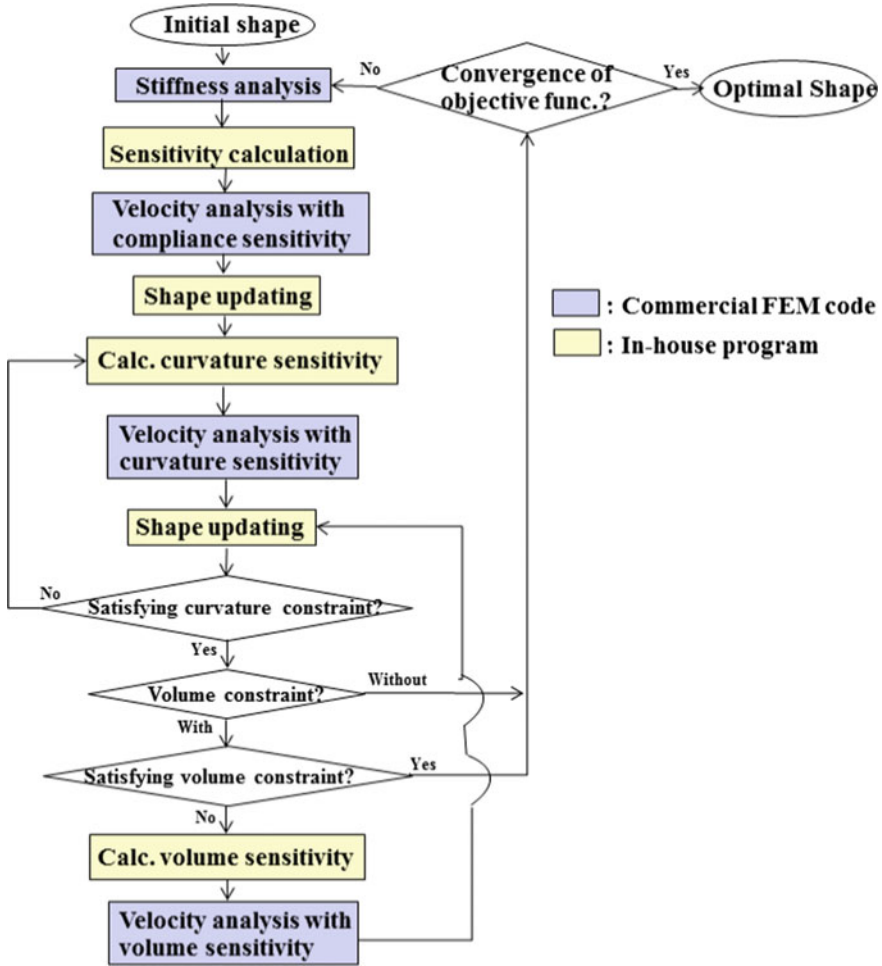 Initial shape
Stiffness analysis
No
Convergence of
objective func.?
Yes
Optimal Shape
Sensitivity calculation
Velocity analysis with
compliance sensitivity
Shape updating
: Commercial FEM code
: In-house program
Calc. curvature sensitivity
Velocity analysis with
curvature sensitivity
Shape updating
No
Satisfying curvature constraint?
Yes
Volume constraint?
Without
With
Satisfying volume constraint?
Yes
No
Calc. volume sensitivity
Velocity analysis with
volume sensitivity